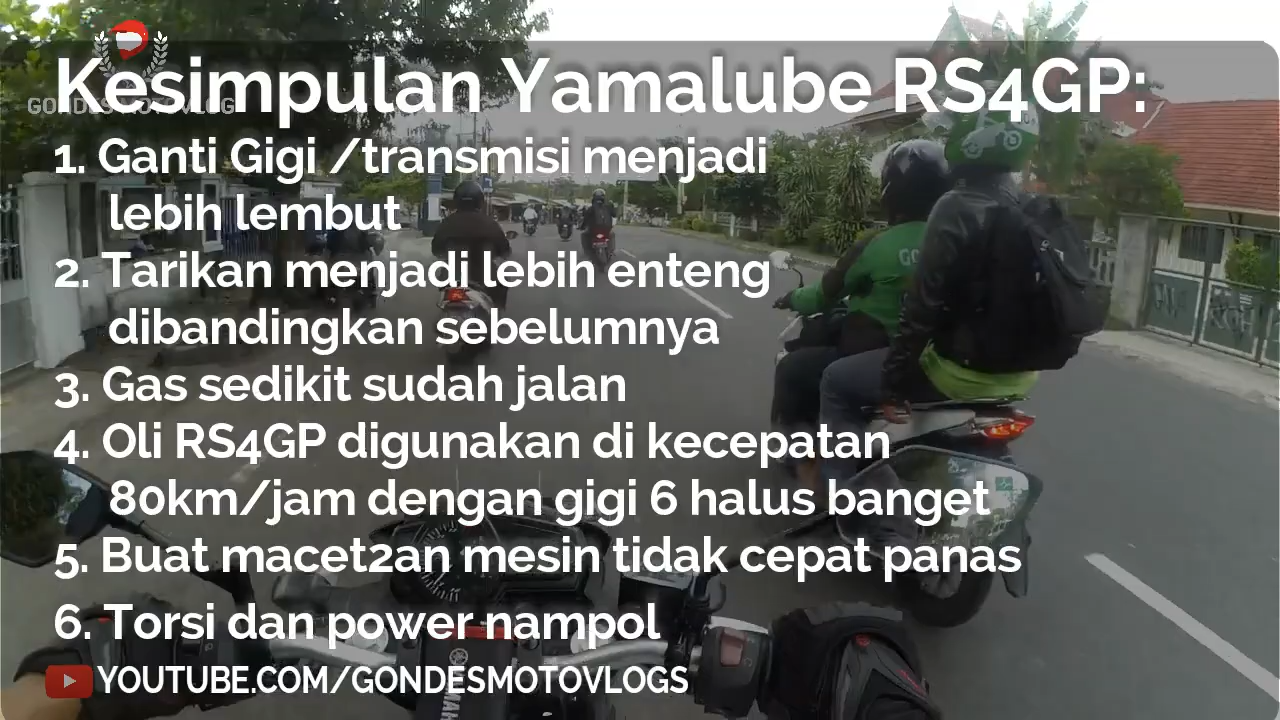 Kesimpulan Yamalube RS4GP:
GONDESMOTOVLOG
1. Ganti Gigi /transmisi menjadi
lebih lembut
2. Tarikan menjadi lebih enteng
dibandingkan sebelumnya
3. Gas sedikit sudah jalan
4. Oli RS4GP digunakan di kecepatan
80km/jam dengan gigi 6 halus banget
5. Buat macet2an mesin tidak cepat panas
6. Torsi dan power nampol
YOUTUBE.COM/GONDESMOTOVLOGS